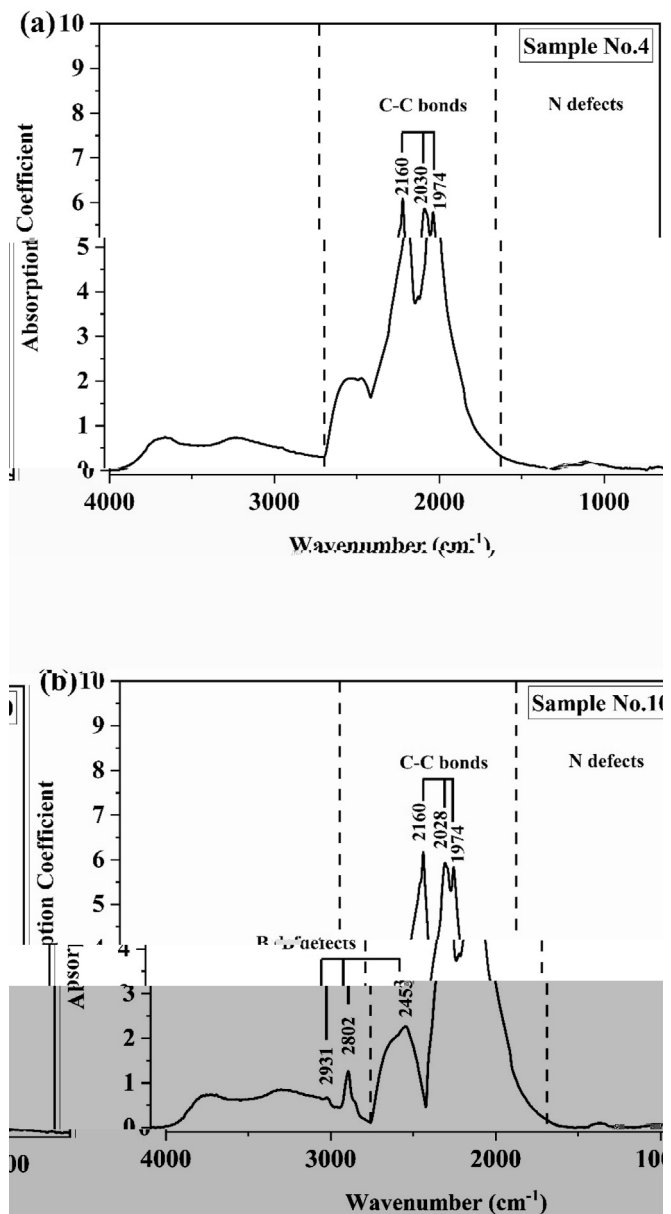 (a)
10
Sample No.4
9
C-C bonds
N defects
8
7
2160
2030
1974
6
5
4
3
2
1
0
Absorption Coefficient
4000
3000
2000
1000
Wavenumber (cm-1)
(b)
10
Sample No.10
9
C-C bonds
N defects
8
7
2160
2028
1974
6
5
defects
4
3
2
1
0
2931
2802
Coefficient
4000
3000
2000
Wavenumber (cm-1)